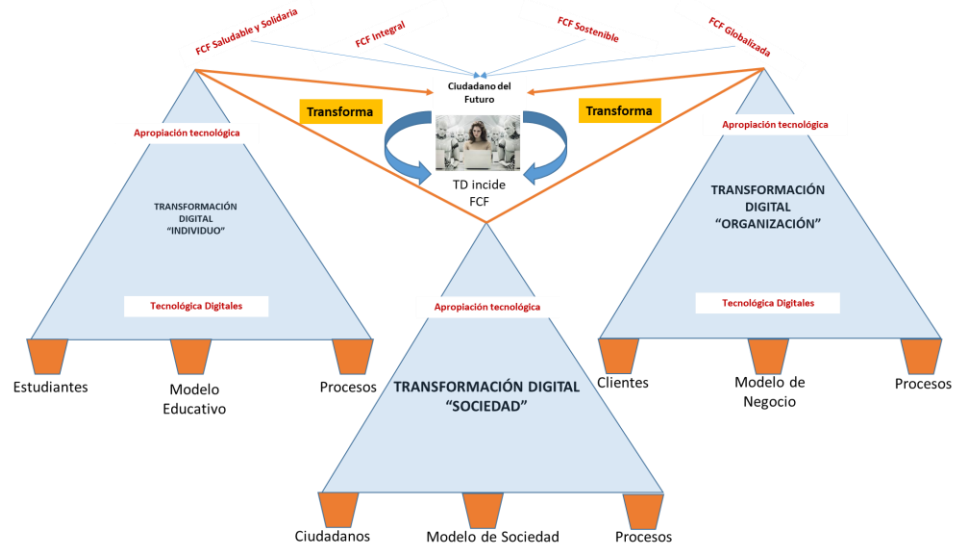 FCF Saludable y Solidaria
FCF Integral
FCF Sostenible
FCF Globalizada
Ciudadano del
Futuro
Transforma
Transforma
TD incide
FCF
Apropiación tecnológica
TRANSFORMACIÓN
DIGITAL
“INDIVIDUO”
Tecnológica Digitales
Estudiantes
Modelo
Educativo
Procesos
Apropiación tecnológica
TRANSFORMACIÓN DIGITAL
“SOCIEDAD”
Ciudadanos
Modelo de Sociedad
Procesos
Apropiación tecnológica
TRANSFORMACIÓN
DIGITAL
“ORGANIZACIÓN”
Tecnológica Digitales
Clientes
Modelo de
Negocio
Procesos